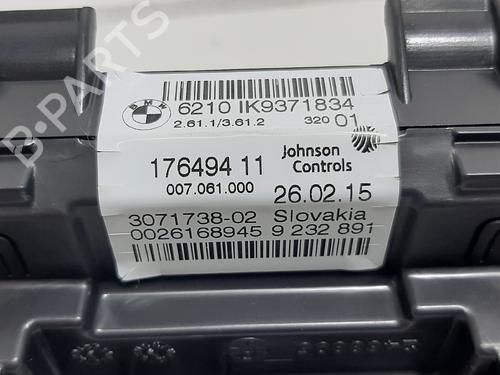 B-PARTS
BMW
6210 IK9371834
2.61.1/3.61.2
320 01
176494 11
Johnson Controls
007.061.000
26.02.15
3071738-02 Slovakia
0026168945 9 232 891